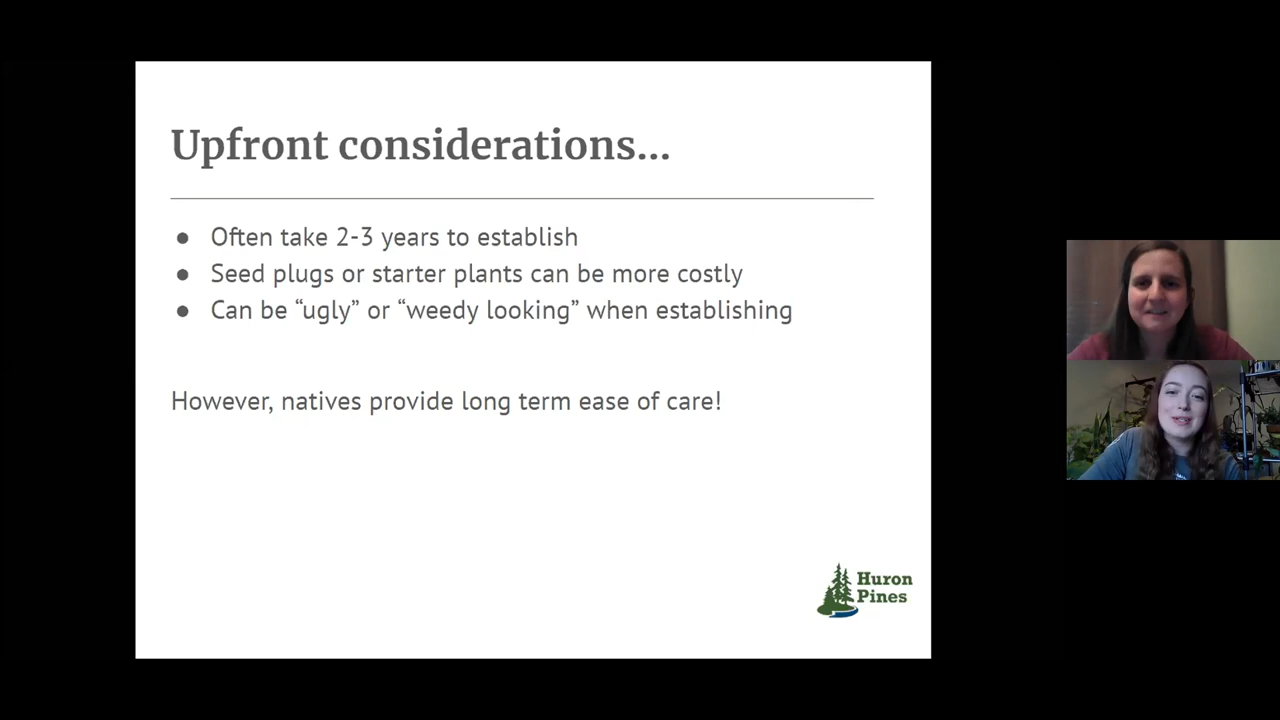 Upfront considerations...
● Often take 2-3 years to establish
● Seed plugs or starter plants can be more costly
● Can be “ugly” or “weedy looking” when establishing
However, natives provide long term ease of care!
Huron
Pines